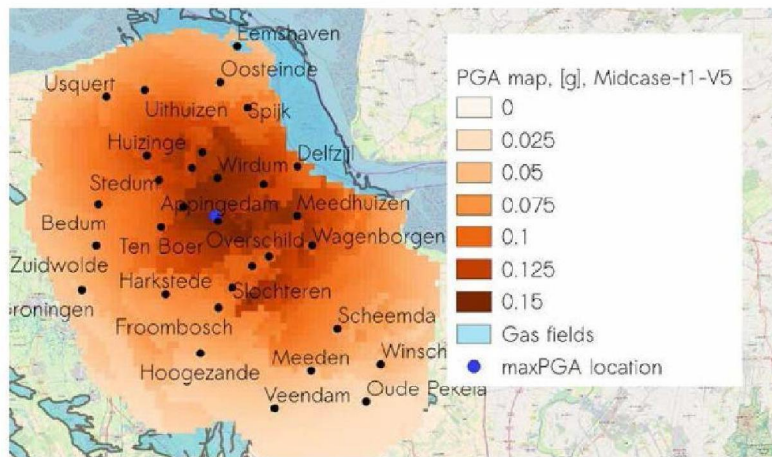 Eemshaven
Oosteinde
Usquert
Uithuizen
Spijk
Huizinge
Wirdum
Delfzijl
Stedum
Appingedam
Meedhuizen
Bedum
Ten Boer
Overschild
Wagenborgen
Zuidwolde
Harkstede
Slochteren
roningen
Froombosch
Scheemda
Hoogezande
Meeden
Winsch
Veendam
Oude Pekela
PGA map, [g], Midcase-t1-V5
0
0.025
0.05
0.075
0.1
0.125
0.15
Gas fields
maxPGA location